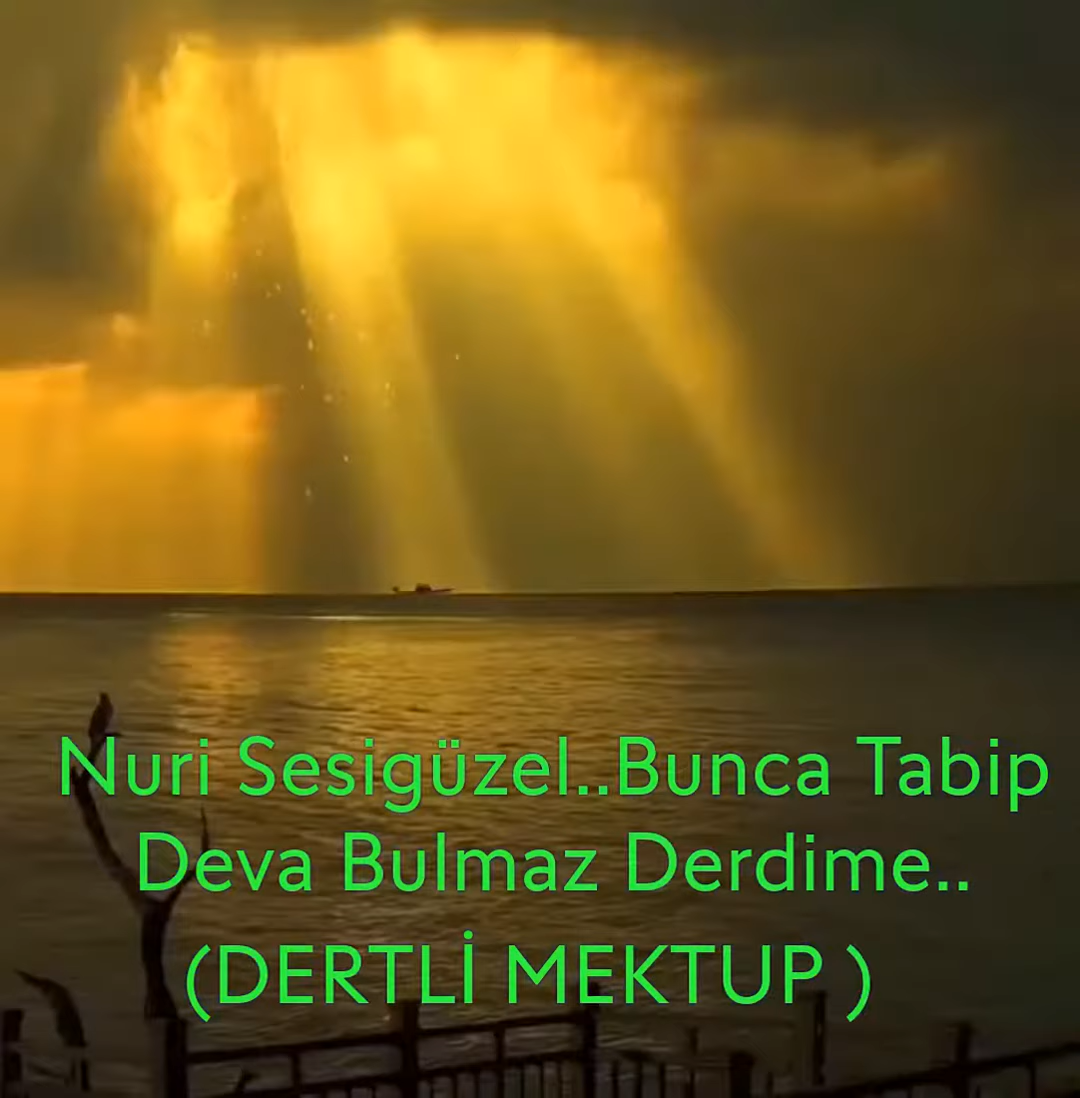 Nuri Sesigüzel..Bunca Tabip
Deva Bulmaz Derdime..
(DERTLİ MEKTUP )